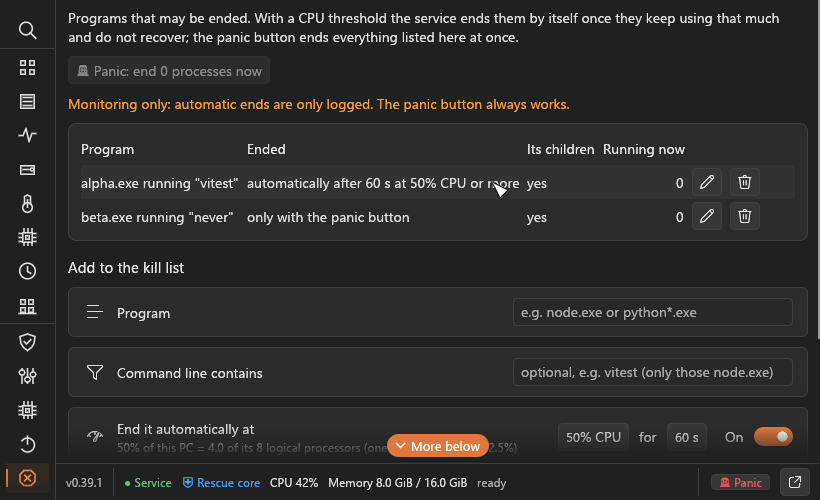 Programs that may be ended. With a CPU threshold the service ends them by itself once they keep using that much
and do not recover; the panic button ends everything listed here at once.
Panic: end 0 processes now
Monitoring only: automatic ends are only logged. The panic button always works.
Program Ended Its children Running now
alpha.exe running "vitest" automatically after 60 s at 50% CPU or more yes 0
beta.exe running "never" only with the panic button yes 0
Add to the kill list
Program e.g. node.exe or python*.exe
Command line contains optional, e.g. vitest (only those node.exe)
End it automatically at 50% CPU for 60 s On
50% of this PC = 4.0 of its 8 logical processors (one 2.5%)
More below
v0.39.1 Service Rescue core CPU 42% Memory 8.0 GiB / 16.0 GiB ready Panic